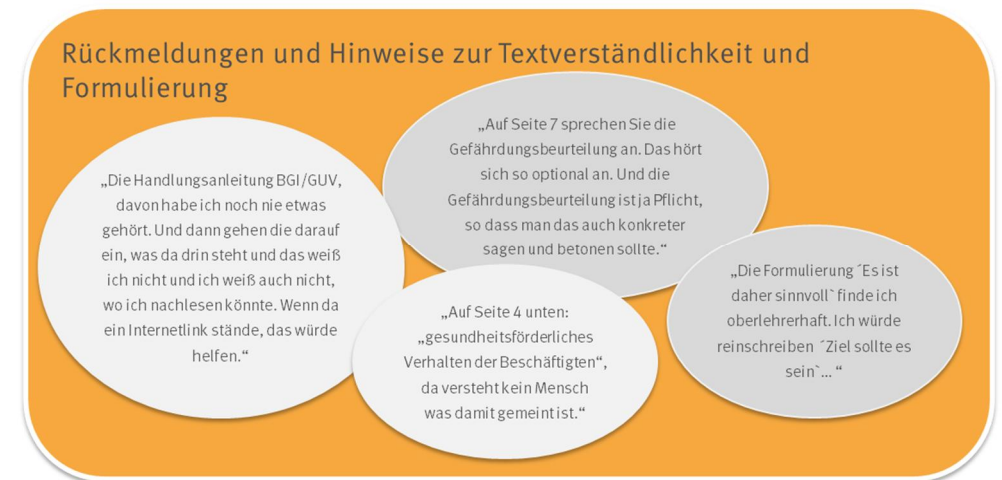 Rückmeldungen und Hinweise zur Textverständlichkeit und
Formulierung
„Die Handlungsanleitung BGI/GUV,
davon habe ich noch nie etwas
gehört. Und dann gehen die darauf
ein, was da drin steht und das weiß
ich nicht und ich weiß auch nicht,
wo ich nachlesen könnte. Wenn da
ein Internetlink stände, das würde
helfen.“
„Auf Seite 7 sprechen Sie die
Gefährdungsbeurteilung an. Das hört
sich so optional an. Und die
Gefährdungsbeurteilung ist ja Pflicht,
so dass man das auch konkreter
sagen und betonen sollte.“
„Auf Seite 4 unten:
„gesundheitsförderliches
Verhalten der Beschäftigten“,
da versteht kein Mensch
was damit gemeint ist.“
„Die Formulierung ´Es ist
daher sinnvoll` finde ich
oberlehrerhaft. Ich würde
reinschreiben ´Ziel sollte es
sein`... “